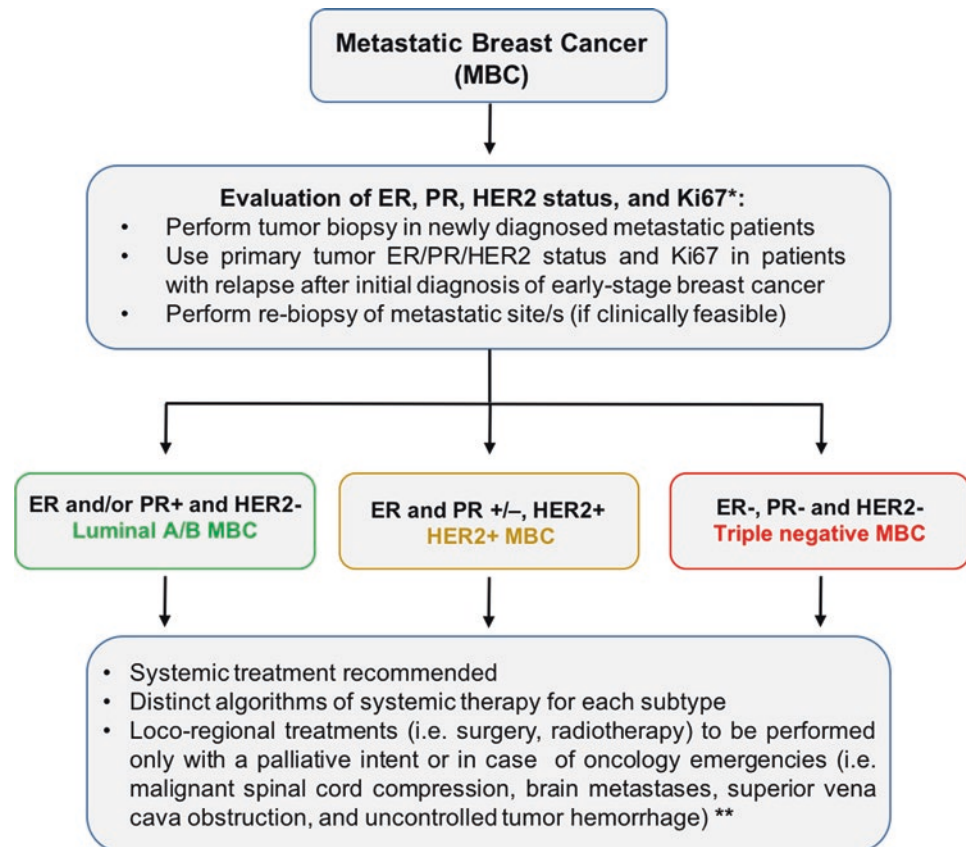 Metastatic Breast Cancer
(MBC)
Evaluation of ER, PR, HER2 status, and Ki67*:
• Perform tumor biopsy in newly diagnosed metastatic patients
• Use primary tumor ER/PR/HER2 status and Ki67 in patients
with relapse after initial diagnosis of early-stage breast cancer
• Perform re-biopsy of metastatic site/s (if clinically feasible)
ER and/or PR+ and HER2-
Luminal A/B MBC
ER and PR +/–, HER2+
HER2+ MBC
ER-, PR- and HER2-
Triple negative MBC
• Systemic treatment recommended
• Distinct algorithms of systemic therapy for each subtype
• Loco-regional treatments (i.e. surgery, radiotherapy) to be performed
only with a palliative intent or in case of oncology emergencies (i.e.
malignant spinal cord compression, brain metastases, superior vena
cava obstruction, and uncontrolled tumor hemorrhage) **